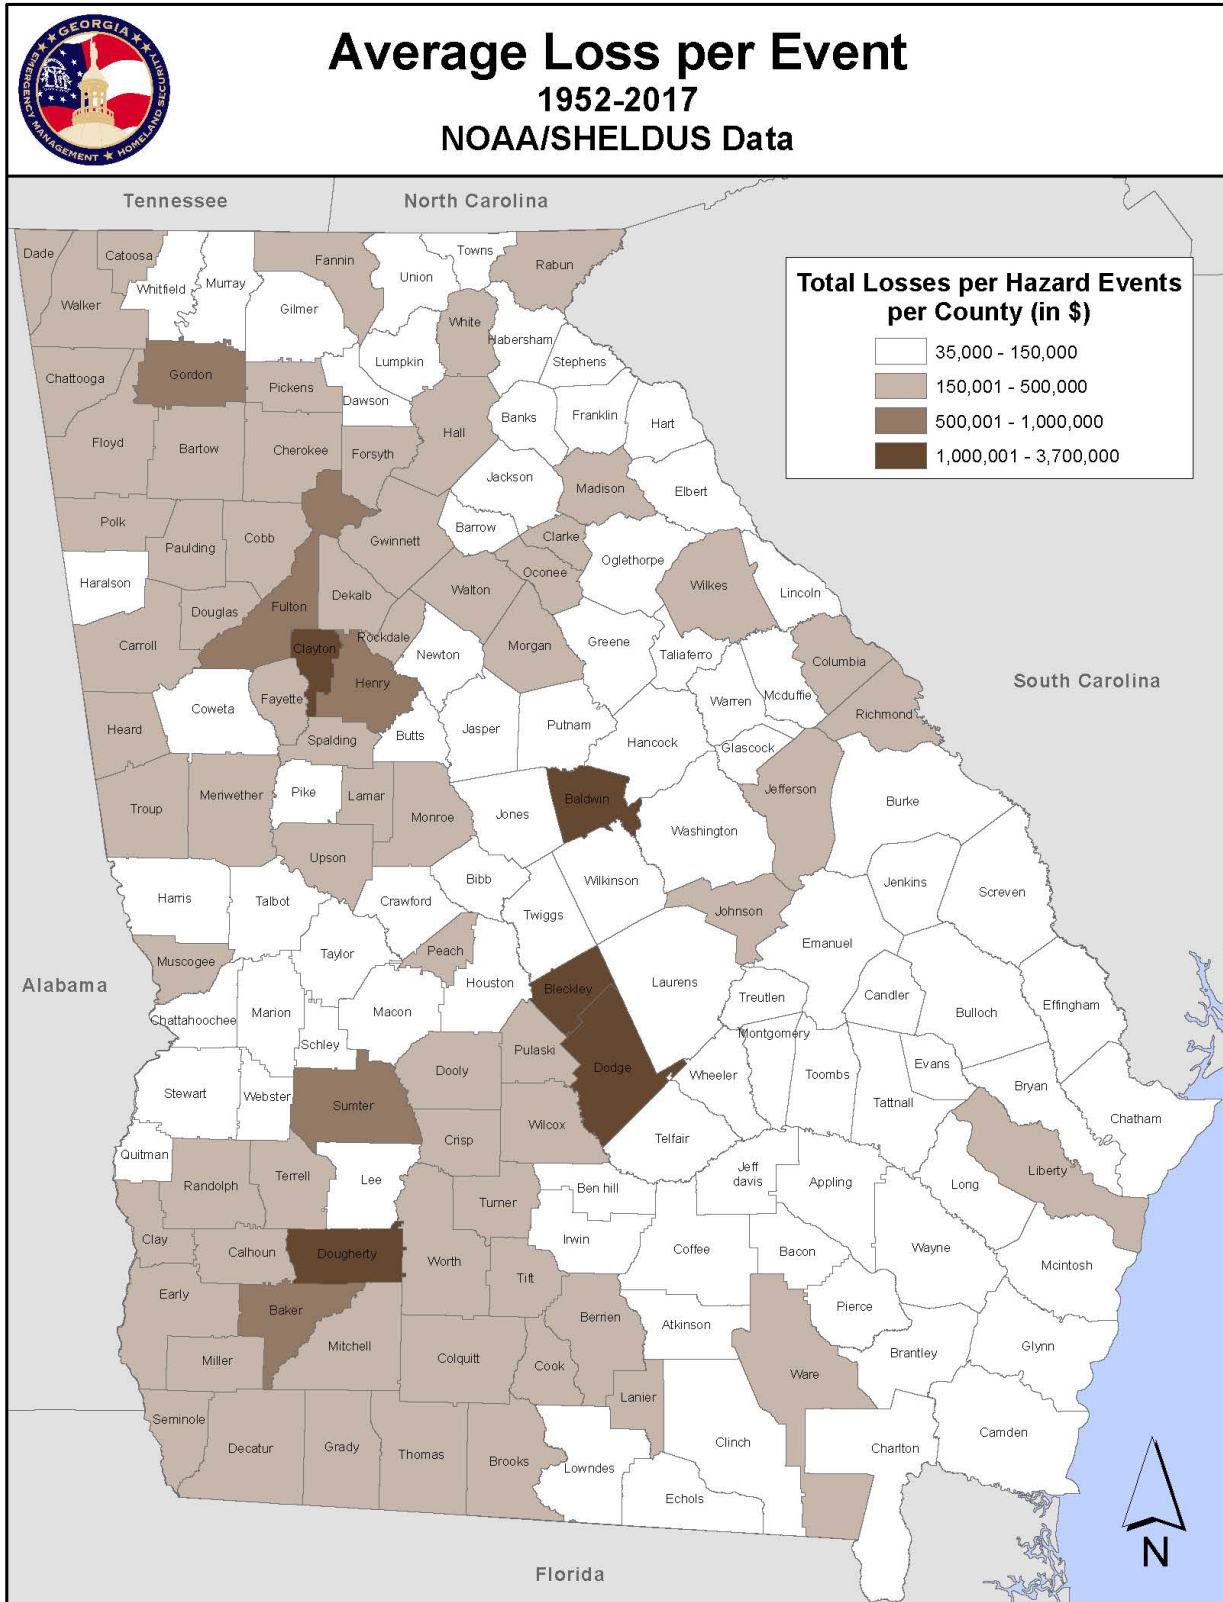 GEORGIA
EMERGENCY MANAGEMENT ★ HOMELAND SECURITY
Average Loss per Event
1952-2017
NOAA/SHELDUS Data
Tennessee
North Carolina
South Carolina
Alabama
Florida
Total Losses per Hazard Events
per County (in $)
35,000 - 150,000
150,001 - 500,000
500,001 - 1,000,000
1,000,001 - 3,700,000
Dade
Catoosa
Whitfield
Murray
Fannin
Union
Towns
Rabun
Walker
Gilmer
White
Habersham
Lumpkin
Stephens
Chattooga
Gordon
Pickens
Dawson
Banks
Franklin
Hart
Floyd
Bartow
Cherokee
Forsyth
Hall
Jackson
Madison
Elbert
Polk
Paulding
Cobb
Gwinnett
Barrow
Clarke
Oconee
Oglethorpe
Haralson
Douglas
Fulton
Dekalb
Walton
Wilkes
Lincoln
Carroll
Clayton
Rockdale
Newton
Morgan
Greene
Taliaferro
Columbia
Heard
Coweta
Fayette
Henry
Warren
Mcduffie
Richmond
Spalding
Butts
Jasper
Putnam
Hancock
Glascock
Troup
Meriwether
Pike
Lamar
Monroe
Jones
Baldwin
Washington
Jefferson
Burke
Upson
Harris
Talbot
Crawford
Bibb
Twiggs
Wilkinson
Johnson
Jenkins
Screven
Muscogee
Taylor
Peach
Houston
Bleckley
Laurens
Emanuel
Treutlen
Candler
Bulloch
Effingham
Chattahoochee
Marion
Schley
Macon
Pulaski
Dodge
Montgomery
Stewart
Webster
Sumter
Dooly
Wheeler
Toombs
Evans
Tattnall
Bryan
Chatham
Quitman
Crisp
Wilcox
Telfair
Randolph
Terrell
Lee
Turner
Ben hill
Jeff
davis
Appling
Long
Liberty
Clay
Calhoun
Dougherty
Worth
Irwin
Coffee
Bacon
Wayne
Mcintosh
Early
Baker
Tift
Berrien
Atkinson
Pierce
Miller
Mitchell
Colquitt
Cook
Lanier
Ware
Brantley
Glynn
Seminole
Decatur
Grady
Thomas
Brooks
Lowndes
Clinch
Echols
Charlton
Camden
N